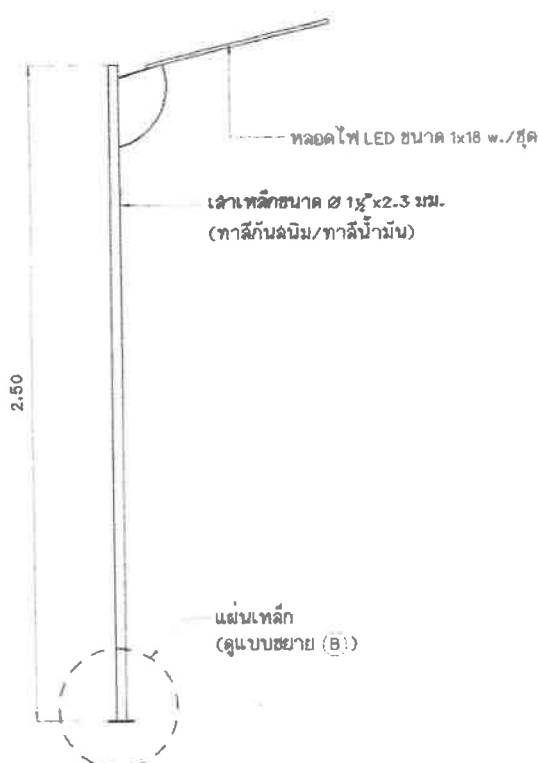 หลอดไฟ LED ขนาด 1x18 w./ชุด
เสาเหล็กขนาด Ø 1½"x2.3 มม.
(ทาสีกันสนิม/ทาสีน้ำมัน)
2.50
แผ่นเหล็ก
(ดูแบบขยาย B)